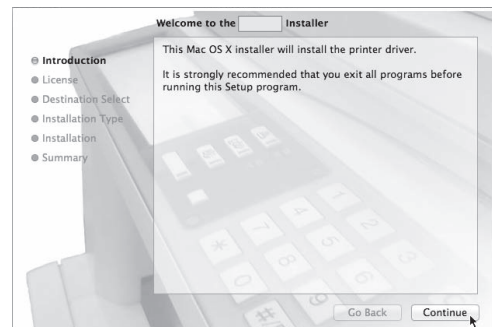 Welcome to the Installer
Introduction
License
Destination Select
Installation Type
Installation
Summary
This Mac OS X installer will install the printer driver.
It is strongly recommended that you exit all programs before
running this Setup program.
Go Back
Continue